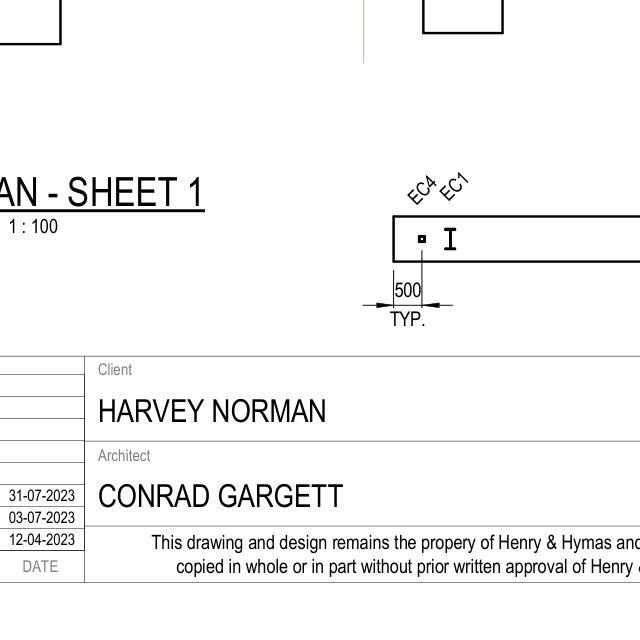 AN - SHEET 1
1 : 100
EC4
EC1
500
TYP.
Client
HARVEY NORMAN
Architect
CONRAD GARGETT
31-07-2023
03-07-2023
12-04-2023
DATE
This drawing and design remains the propery of Henry & Hymas and
copied in whole or in part without prior written approval of Henry